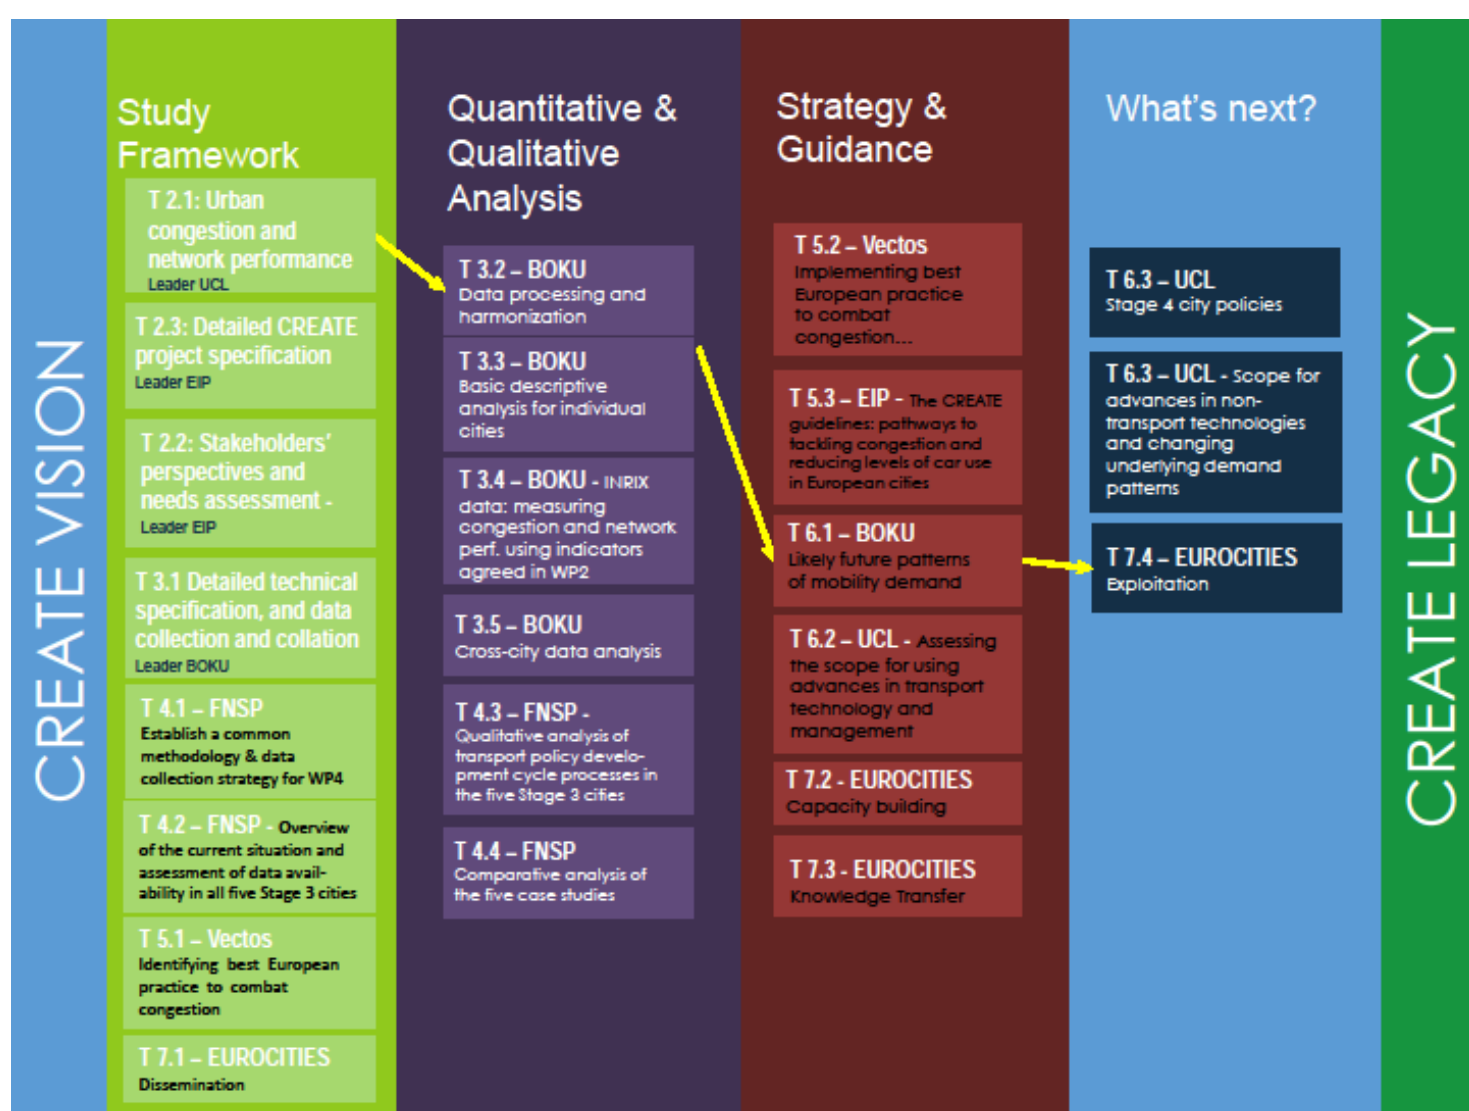 CREATE VISION
Study
Framework
T 2.1: Urban
congestion and
network performance
Leader UCL
T 2.3: Detailed CREATE
project specification
Leader EIP
T 2.2: Stakeholders'
perspectives and
needs assessment -
Leader EIP
T 3.1 Detailed technical
specification, and data
collection and collation
Leader BOKU
T 4.1 – FNSP
Establish a common
methodology & data
collection strategy for WP4
T 4.2 – FNSP - Overview
of the current situation and
assessment of data avail-
ability in all five Stage 3 cities
T 5.1 – Vectos
Identifying best European
practice to combat
congestion
T 7.1 – EUROCITIES
Dissemination
Quantitative &
Qualitative
Analysis
T 3.2 – BOKU
Data processing and
harmonization
T 3.3 – BOKU
Basic descriptive
analysis for individual
cities
T 3.4 – BOKU - INRIX
data: measuring
congestion and network
perf. using indicators
agreed in WP2
T 3.5 – BOKU
Cross-city data analysis
T 4.3 – FNSP -
Qualitative analysis of
transport policy develo-
pment cycle processes in
the five Stage 3 cities
T 4.4 – FNSP
Comparative analysis of
the five case studies
Strategy &
Guidance
T 5.2 – Vectos
Implementing best
European practice
to combat
congestion...
T 5.3 – EIP - The CREATE
guidelines: pathways to
tackling congestion and
reducing levels of car use
in European cities
T 6.1 – BOKU
Likely future patterns
of mobility demand
T 6.2 – UCL - Assessing
the scope for using
advances in transport
technology and
management
T 7.2 - EUROCITIES
Capacity building
T 7.3 - EUROCITIES
Knowledge Transfer
What's next?
T 6.3 – UCL
Stage 4 city policies
T 6.3 – UCL - Scope for
advances in non-
transport technologies
and changing
underlying demand
patterns
T 7.4 – EUROCITIES
Exploitation
CREATE LEGACY